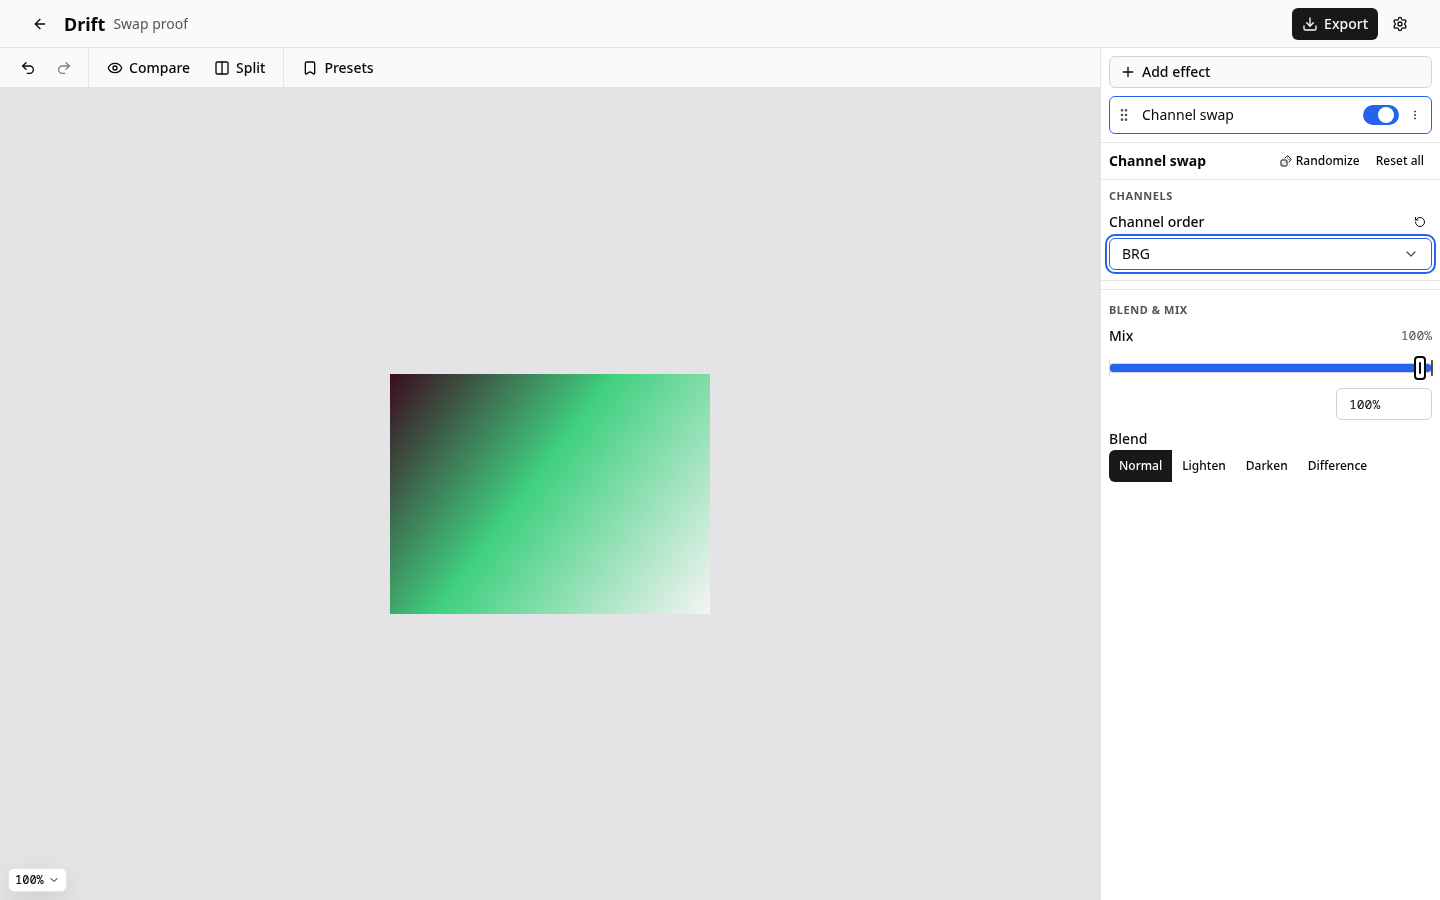 Drift Swap proof
Export
Compare Split Presets
Add effect
Channel swap
Channel swap Randomize Reset all
CHANNELS
Channel order
BRG
BLEND & MIX
Mix 100%
100%
Blend
Normal Lighten Darken Difference
100%